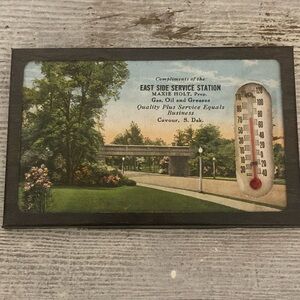 Compliments of the
EAST SIDE SERVICE STATION
MAXIE HOLT, Prop.
Gas, Oil and Greases
Quality Plus Service Equals
Business
Cavour, S. Dak.
120